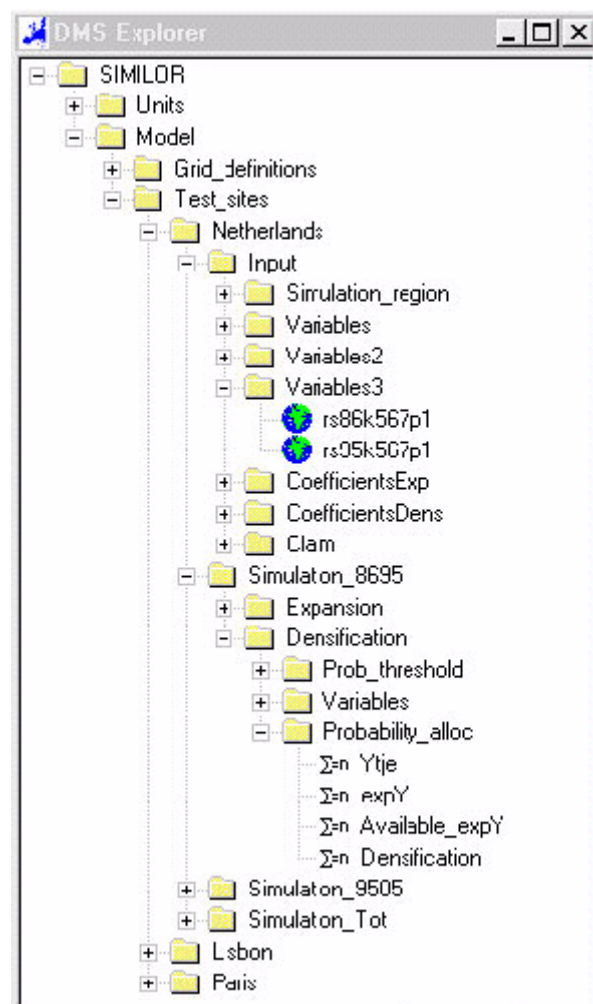 DMS Explorer
SIMILOR
Units
Model
Grid_definitions
Test_sites
Netherlands
Input
Simulation_region
Variables
Variables2
Variables3
rs86k567p1
rs95k567p1
CoefficientsExp
CoefficientsDens
Clam
Simulaton_8695
Expansion
Densification
Prob_threshold
Variables
Probability_alloc
Σ=n Ytje
Σ=n expY
Σ=n Available_expY
Σ=n Densification
Simulaton_9505
Simulaton_Tot
Lisbon
Paris